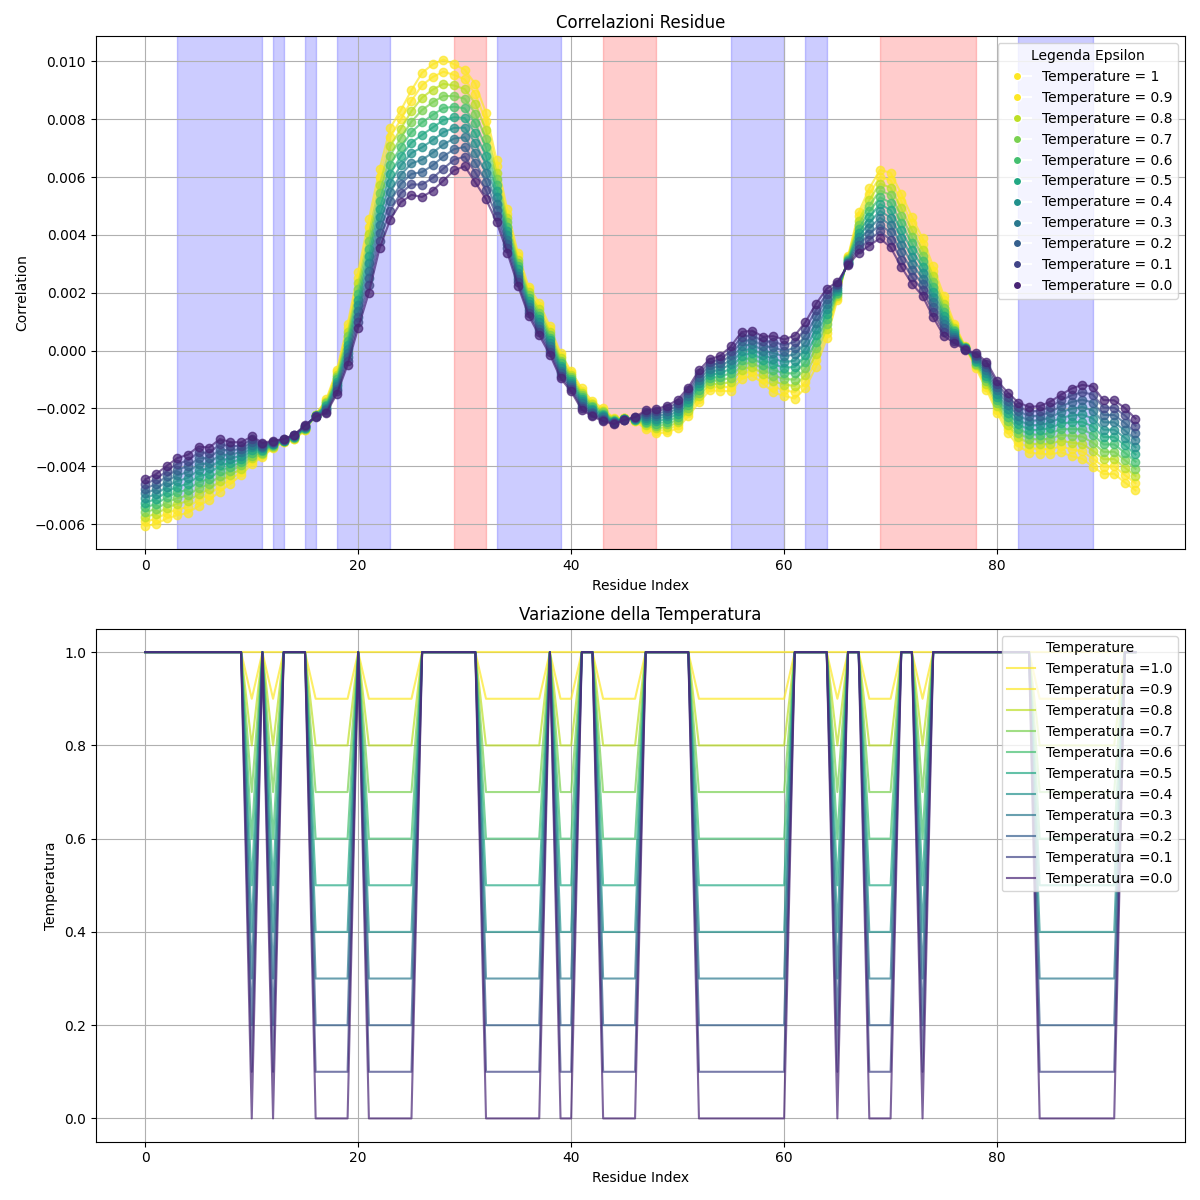 Correlazioni Residue
Correlation
0.010
0.008
0.006
0.004
0.002
0.000
−0.002
−0.004
−0.006
Legenda Epsilon
Temperature = 1
Temperature = 0.9
Temperature = 0.8
Temperature = 0.7
Temperature = 0.6
Temperature = 0.5
Temperature = 0.4
Temperature = 0.3
Temperature = 0.2
Temperature = 0.1
Temperature = 0.0
0 20 40 60 80
Residue Index
Variazione della Temperatura
Temperatura
1.0
0.8
0.6
0.4
0.2
0.0
Temperature
Temperatura =1.0
Temperatura =0.9
Temperatura =0.8
Temperatura =0.7
Temperatura =0.6
Temperatura =0.5
Temperatura =0.4
Temperatura =0.3
Temperatura =0.2
Temperatura =0.1
Temperatura =0.0
0 20 40 60 80
Residue Index